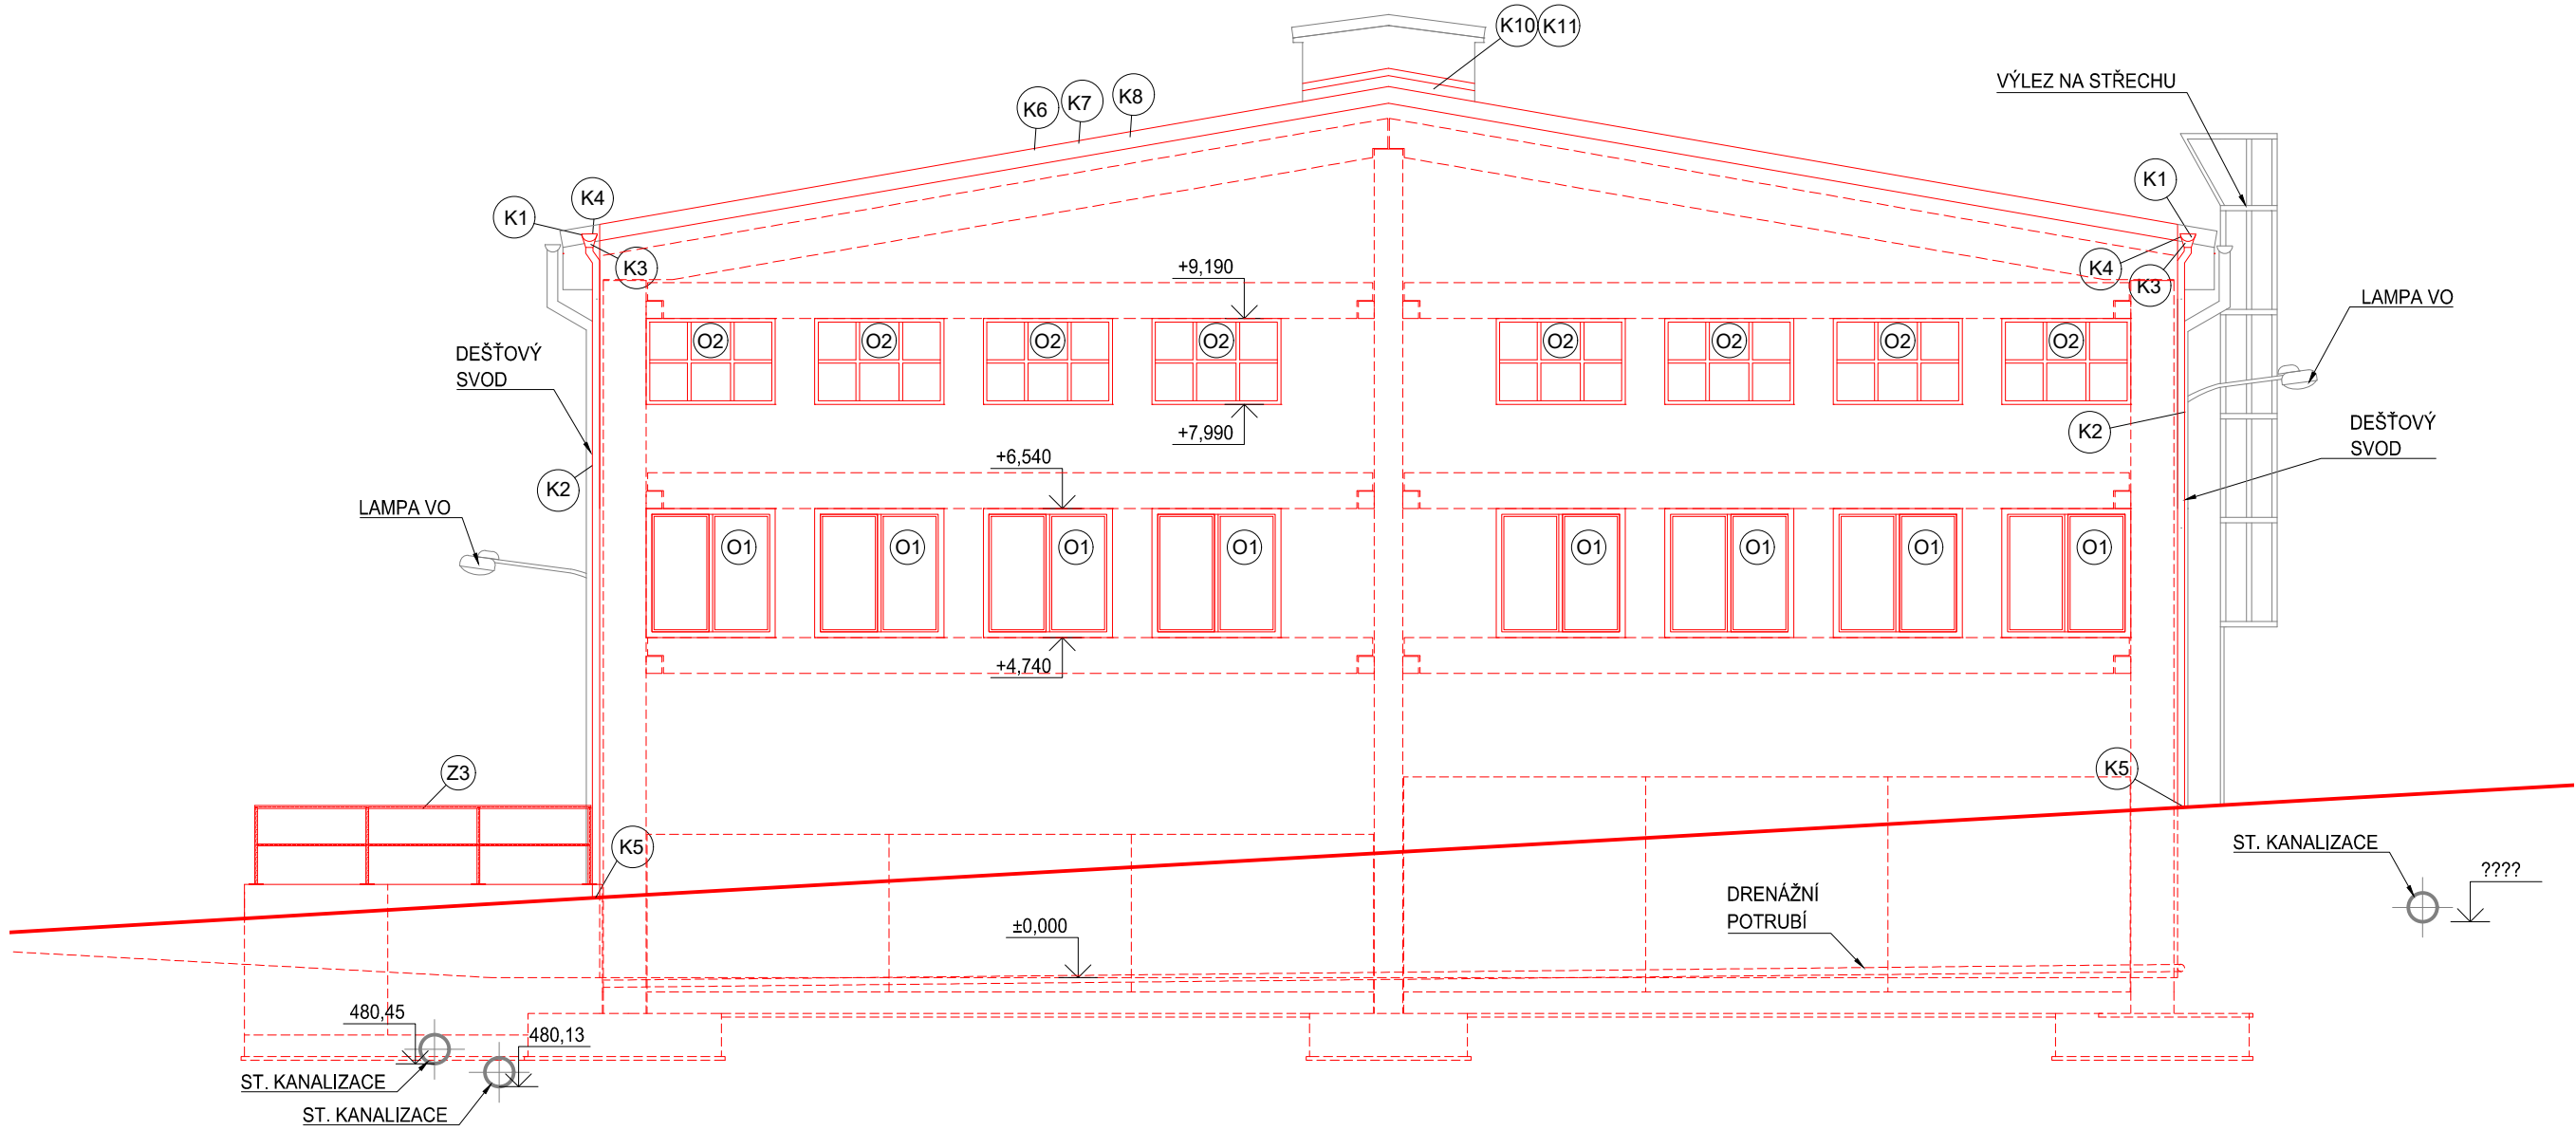 K10 K11
VÝLEZ NA STŘECHU
K6 K7 K8
K1 K4
K1
K3
K4
K3
+9,190
LAMPA VO
O2 O2 O2 O2 O2 O2 O2 O2
DEŠŤOVÝ
SVOD
+7,990
K2
DEŠŤOVÝ
SVOD
+6,540
K2
LAMPA VO
O1 O1 O1 O1 O1 O1 O1 O1
+4,740
Z3
K5
K5
ST. KANALIZACE
????
DRENÁŽNÍ
POTRUBÍ
±0,000
480,45
480,13
ST. KANALIZACE
ST. KANALIZACE